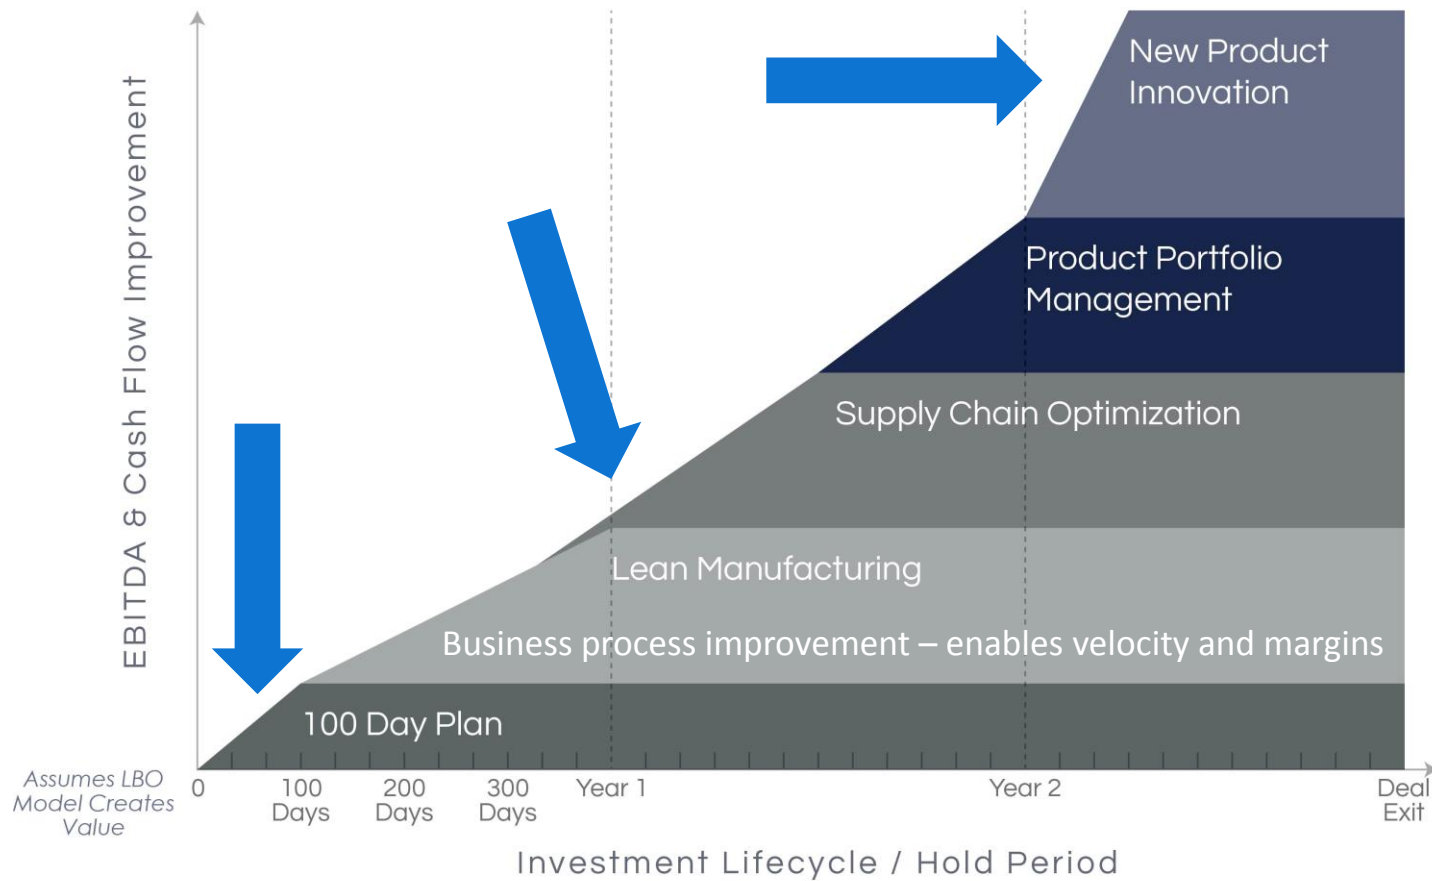 EBITDA & Cash Flow Improvement
New Product
Innovation
Product Portfolio
Management
Supply Chain Optimization
Lean Manufacturing
Business process improvement – enables velocity and margins
100 Day Plan
Assumes LBO
Model Creates
Value
0
100
Days
200
Days
300
Days
Year 1
Year 2
Deal
Exit
Investment Lifecycle / Hold Period